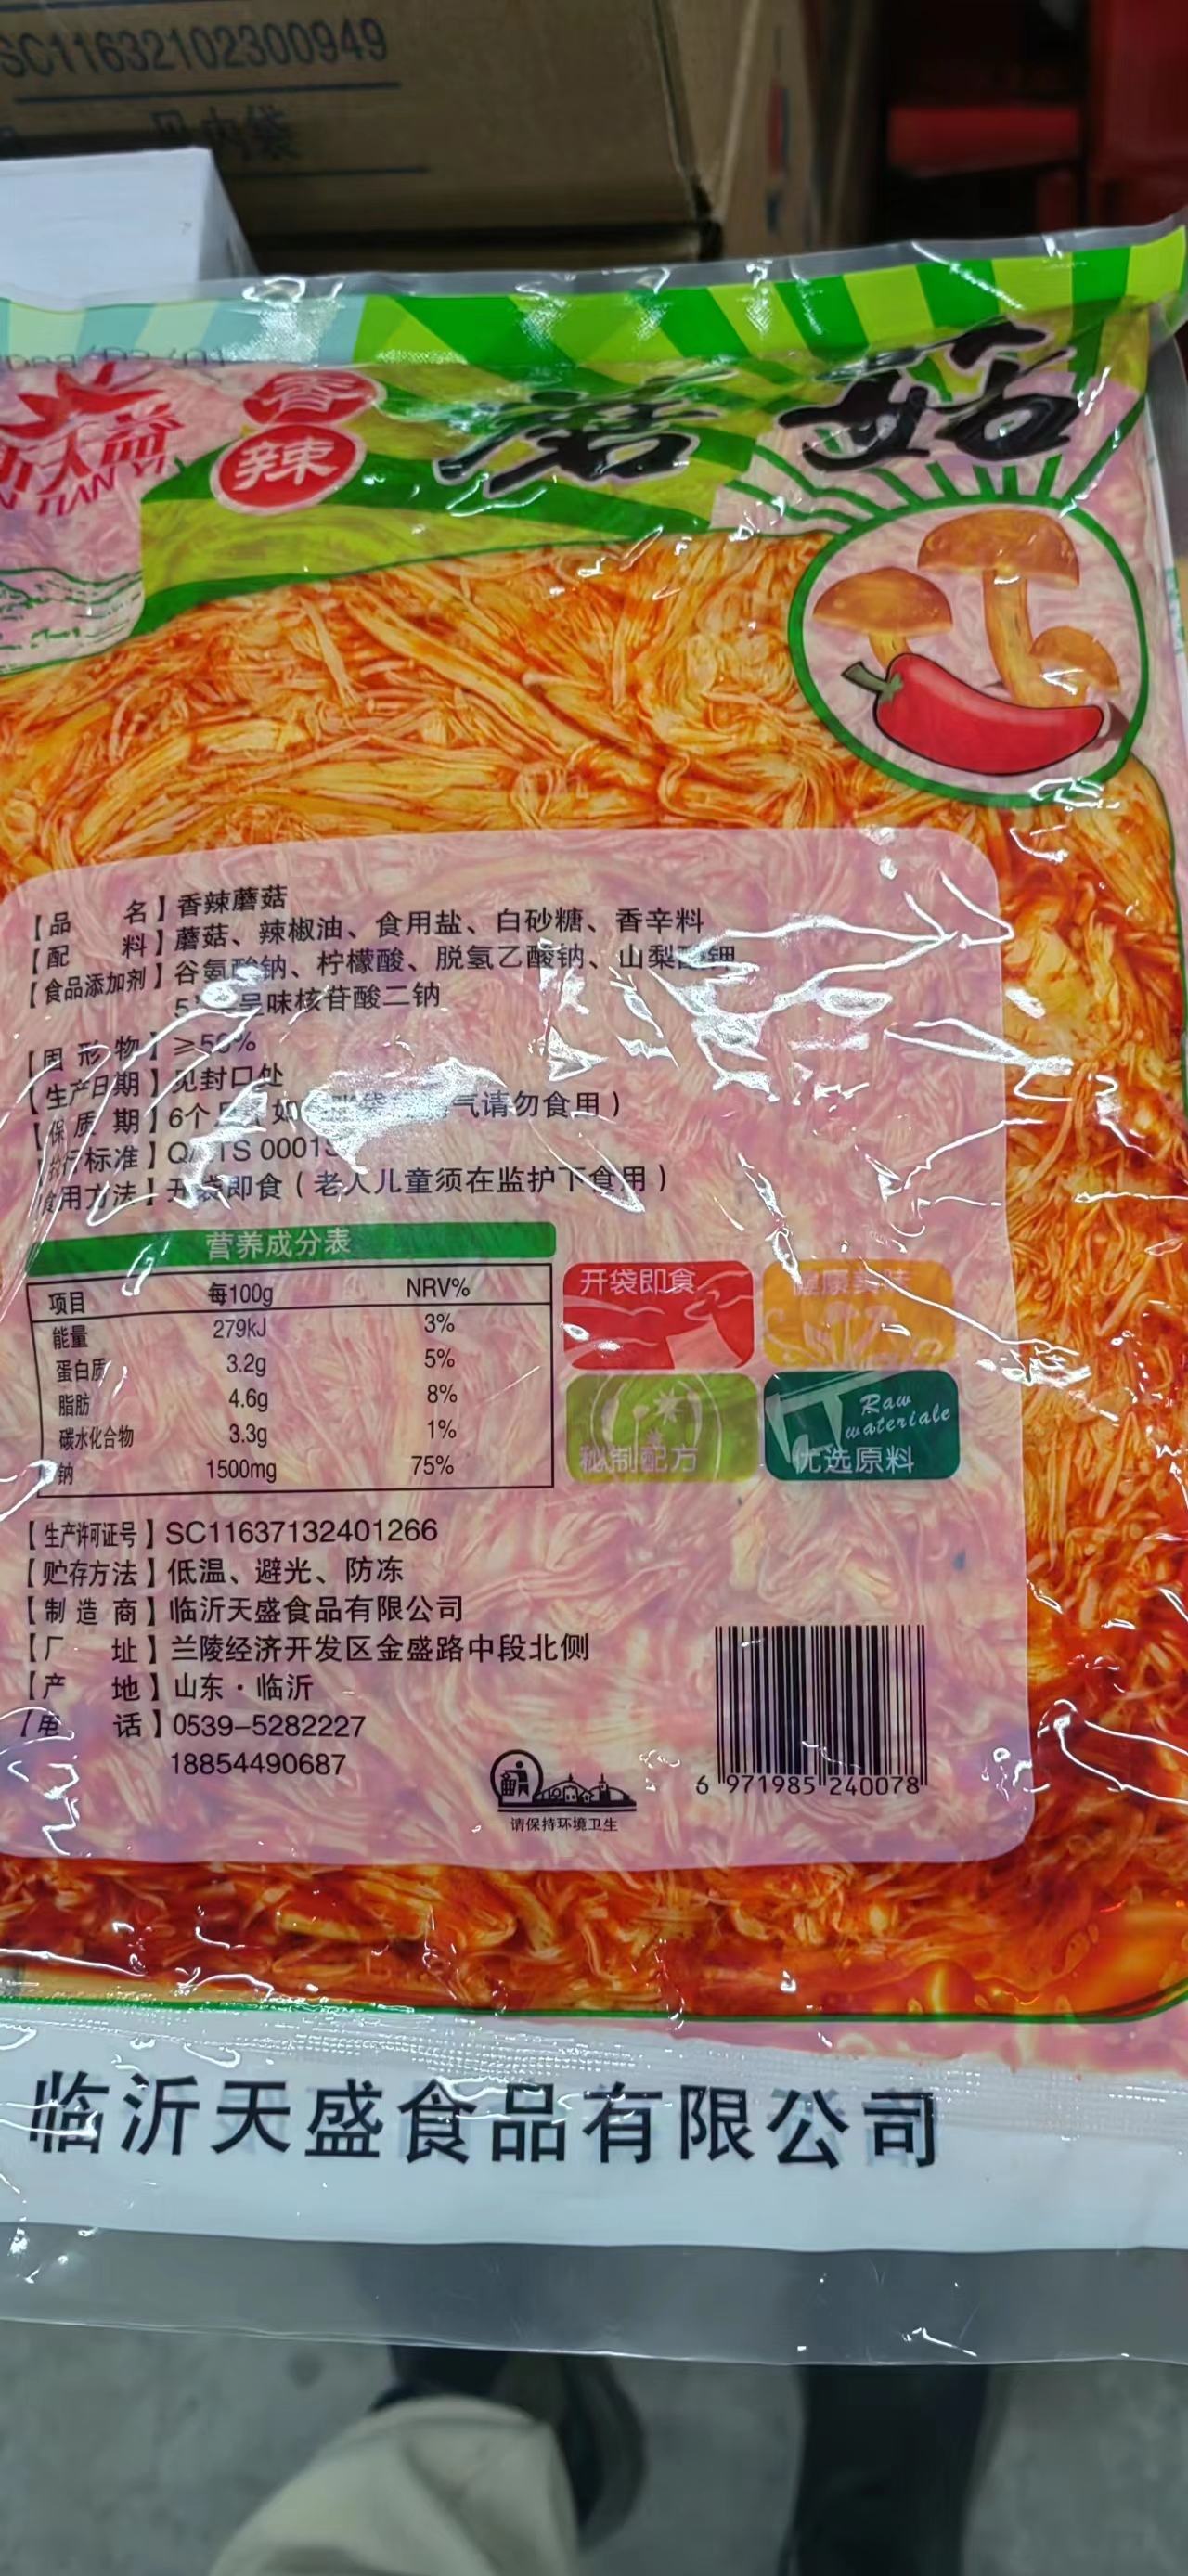 SC11632102300949
见内袋
香
辣
蘑菇
【品 名】香辣蘑菇
【配 料】蘑菇、辣椒油、食用盐、白砂糖、香辛料
【食品添加剂】谷氨酸钠、柠檬酸、脱氢乙酸钠、山梨酸钾
呈味核苷酸二钠
【固 形 物】≥50%
【生产日期】见封口处
【保 质 期】6个 如 气请勿食用）
【执行标准】
【食用方法】开袋即食（老人儿童须在监护下食用）
营养成分表
项目 每100g NRV%
能量 279kJ 3%
蛋白质 3.2g 5%
脂肪 4.6g 8%
碳水化合物 3.3g 1%
钠 1500mg 75%
开袋即食
健康美味
秘制配方
Raw
wateriale
优选原料
【生产许可证号】SC11637132401266
【贮存方法】低温、避光、防冻
【制 造 商】临沂天盛食品有限公司
【厂 址】兰陵经济开发区金盛路中段北侧
【产 地】山东·临沂
【电 话】0539-5282227
18854490687
请保持环境卫生
6 971985 240078
临沂天盛食品有限公司